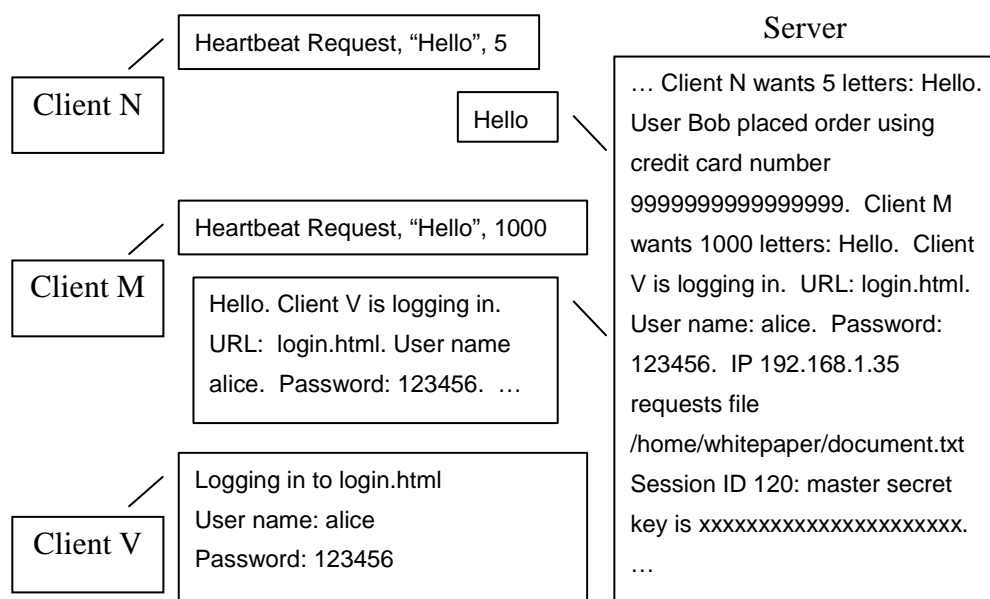 Heartbeat Request, “Hello”, 5
Client N
Hello
Heartbeat Request, “Hello”, 1000
Client M
Hello. Client V is logging in.
URL:  login.html. User name
alice.  Password: 123456.  …
Logging in to login.html
User name: alice
Password: 123456
Client V
Server
… Client N wants 5 letters: Hello.
User Bob placed order using
credit card number
9999999999999999.  Client M
wants 1000 letters: Hello.  Client
V is logging in.  URL: login.html.
User name: alice.  Password:
123456.  IP 192.168.1.35
requests file
/home/whitepaper/document.txt
Session ID 120: master secret
key is xxxxxxxxxxxxxxxxxxxxxx.
…